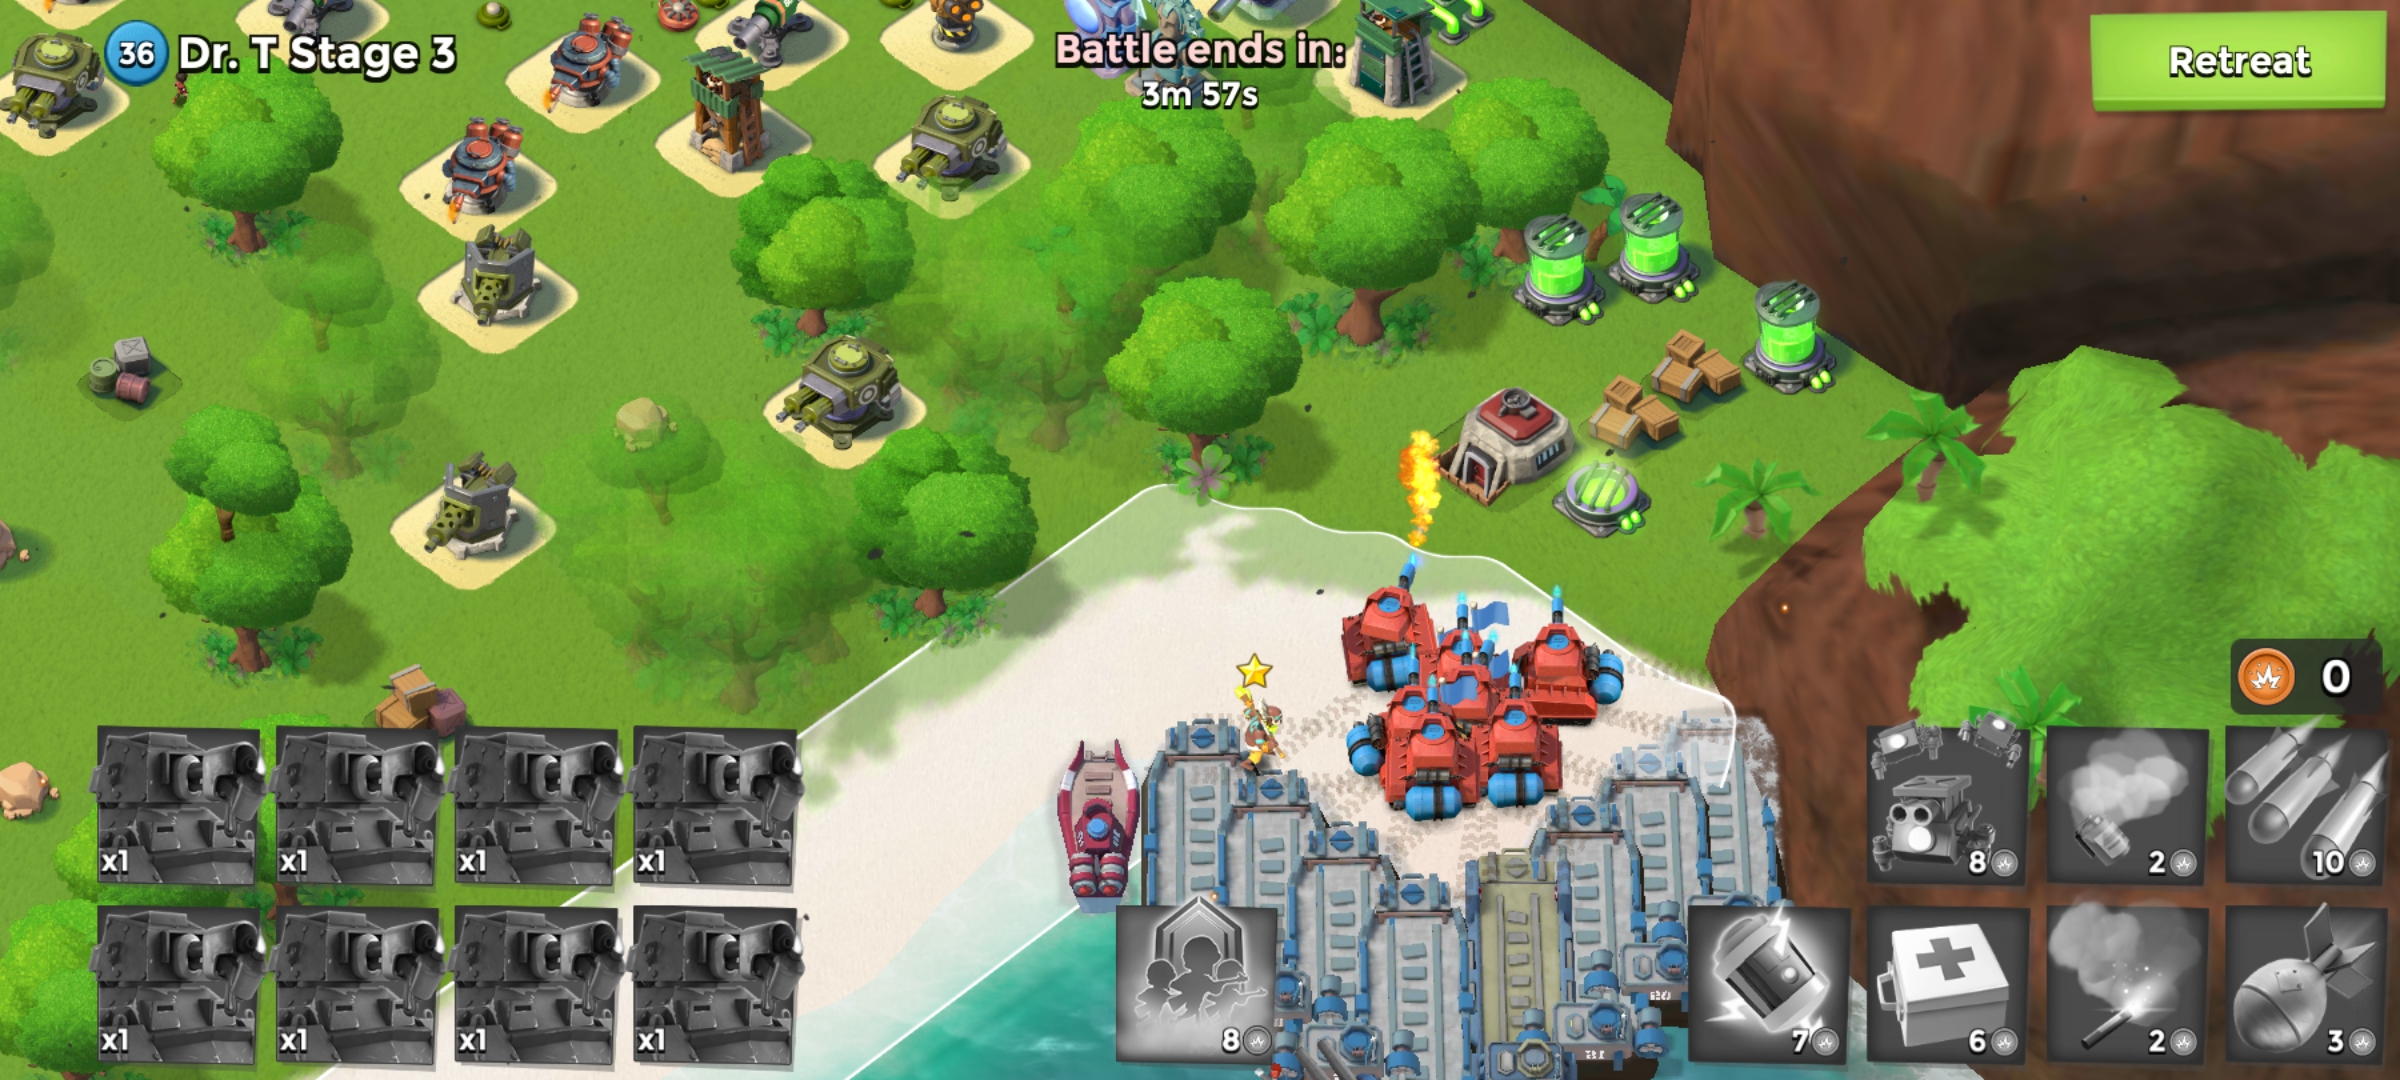 36 Dr. T Stage 3
Battle ends in:
3m 57s
Retreat
0
x1 x1 x1 x1
8 2 10
x1 x1 x1 x1
8 7 6 2 3